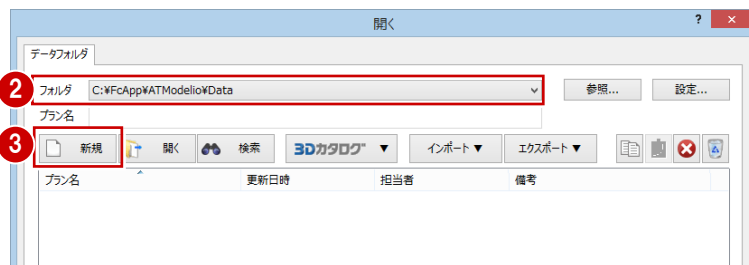 開く ? ×
データフォルダ
2 フォルダ C:¥FcApp¥ATModelio¥Data 参照... 設定...
プラン名
3 新規 開く 検索 3Dカタログ ▼ インポート ▼ エクスポート ▼
プラン名 更新日時 担当者 備考